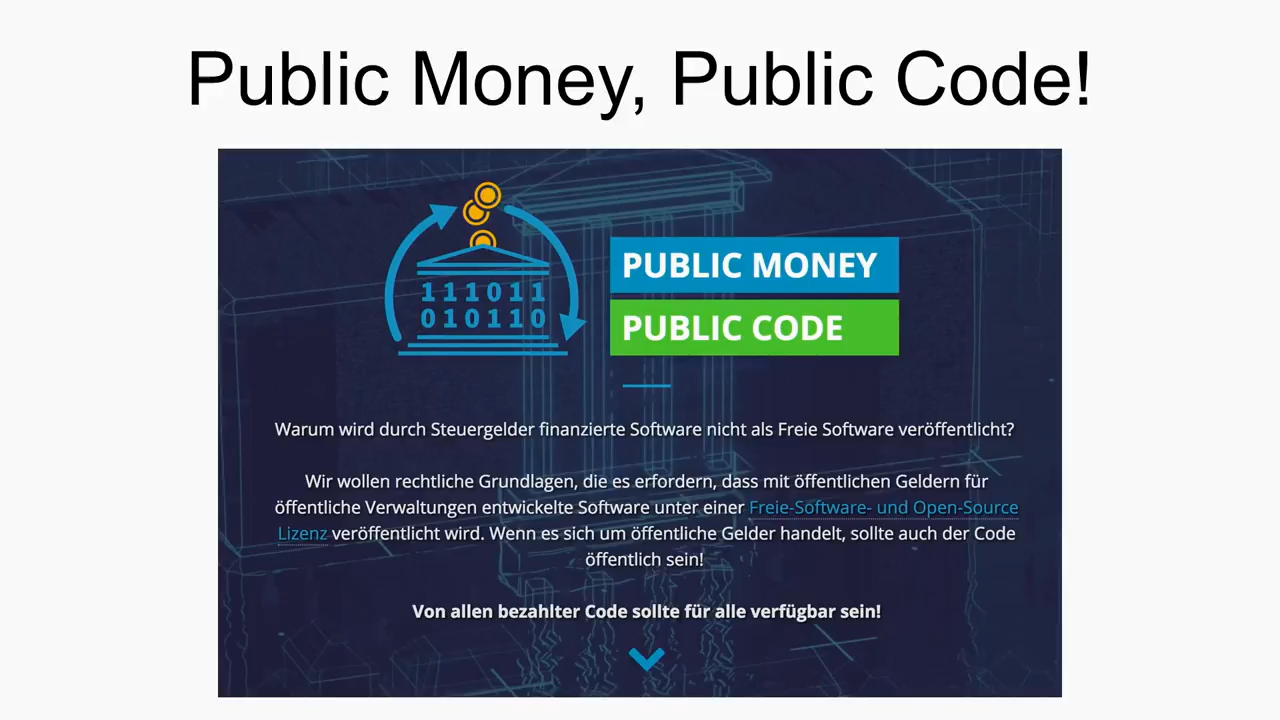 Public Money, Public Code!
111011
010110
PUBLIC MONEY
PUBLIC CODE
Warum wird durch Steuergelder finanzierte Software nicht als Freie Software veröffentlicht?
Wir wollen rechtliche Grundlagen, die es erfordern, dass mit öffentlichen Geldern für
öffentliche Verwaltungen entwickelte Software unter einer Freie-Software- und Open-Source
Lizenz veröffentlicht wird. Wenn es sich um öffentliche Gelder handelt, sollte auch der Code
öffentlich sein!
Von allen bezahlter Code sollte für alle verfügbar sein!